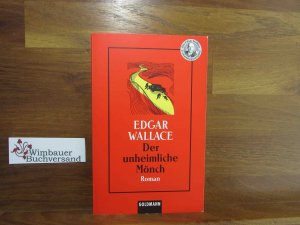 EDGAR
WALLACE
Der
unheimliche
Mönch
Roman
GOLDMANN
Wimbauer
Buchversand